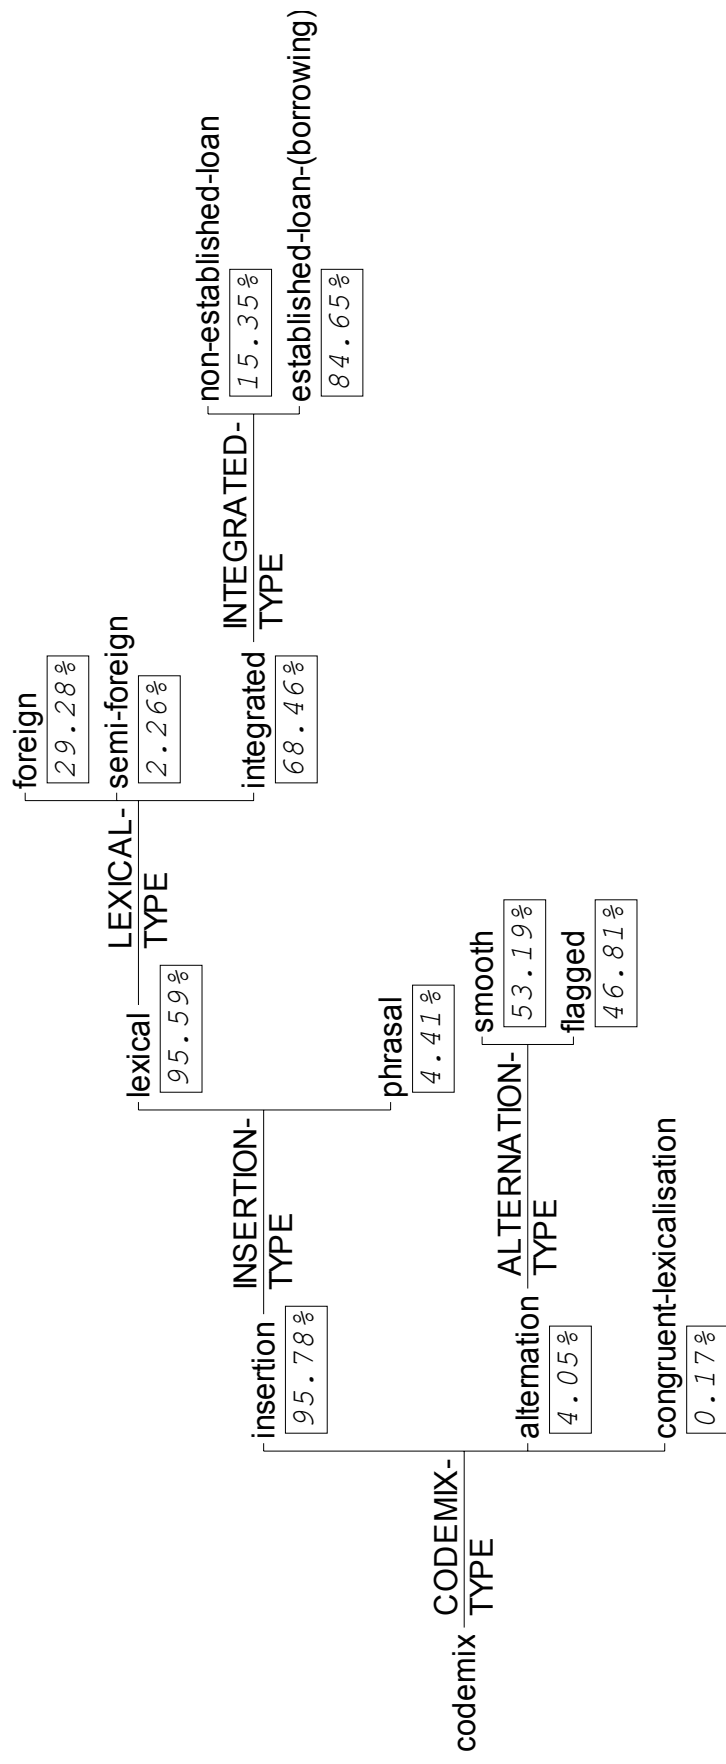 codemix
CODEMIX-
TYPE
insertion
95.78%
INSERTION-
TYPE
lexical
95.59%
LEXICAL-
TYPE
foreign
29.28%
semi-foreign
2.26%
integrated
68.46%
INTEGRATED-
TYPE
non-established-loan
15.35%
established-loan-(borrowing)
84.65%
phrasal
4.41%
alternation
4.05%
ALTERNATION-
TYPE
smooth
53.19%
flagged
46.81%
congruent-lexicalisation
0.17%